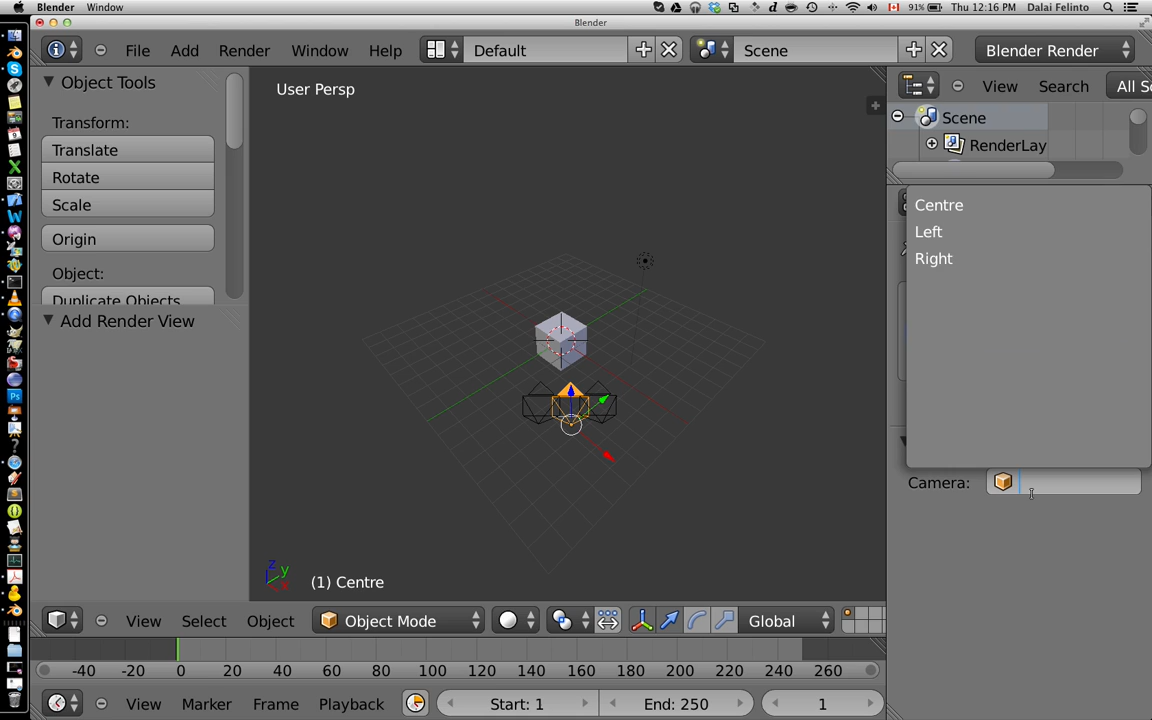 Blender Window 91% Thu 12:16 PM Dalai Felinto
Blender
File Add Render Window Help Default Scene Blender Render
Object Tools
User Persp
View Search All S
Scene
RenderLay
Transform:
Translate
Rotate
Scale
Origin
Object:
Duplicate Objects
Add Render View
Centre
Left
Right
Camera:
z
y
x
(1) Centre
View Select Object Object Mode Global
-40 -20 0 20 40 60 80 100 120 140 160 180 200 220 240 260
View Marker Frame Playback Start: 1 End: 250 1